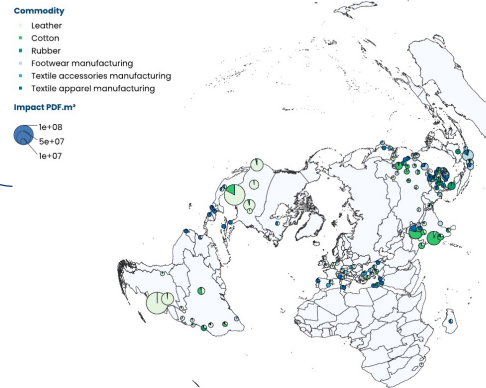 Commodity
Leather
Cotton
Rubber
Footwear manufacturing
Textile accessories manufacturing
Textile apparel manufacturing
Impact PDF.m²
1e+08
5e+07
1e+07